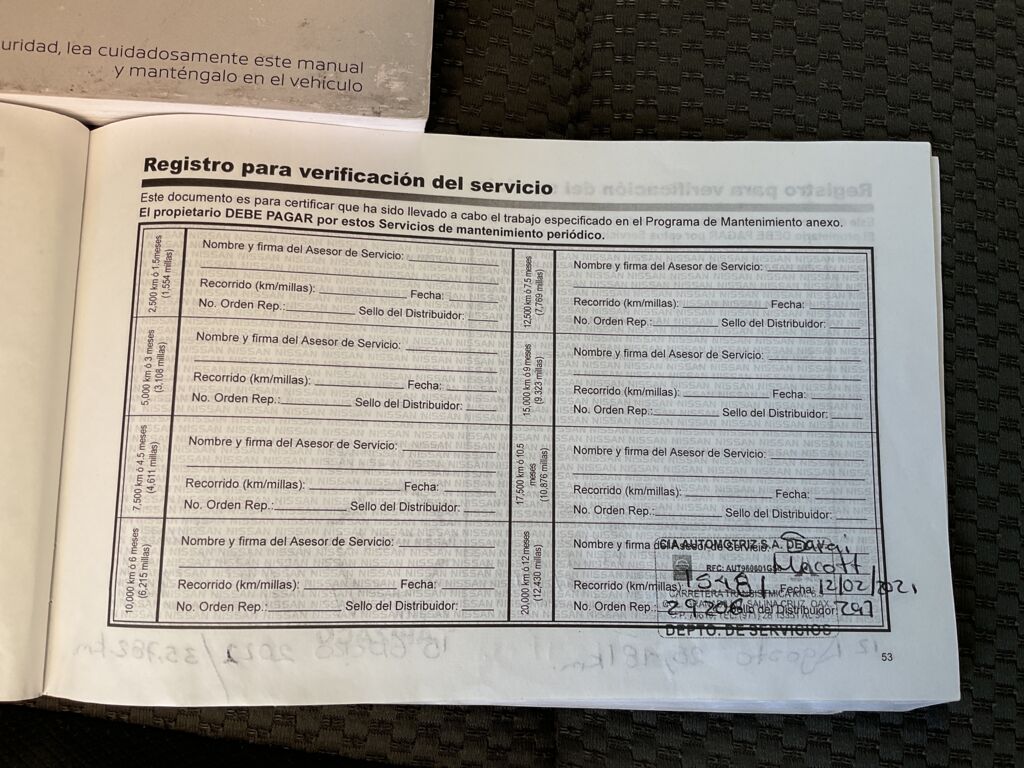 uridad, lea cuidadosamente este manual
y manténgalo en el vehículo
Registro para verificación del servicio
Este documento es para certificar que ha sido llevado a cabo el trabajo especificado en el Programa de Mantenimiento anexo.
El propietario DEBE PAGAR por estos Servicios de mantenimiento periódico.
2,500 km ó 1.5meses
(1,554 millas)
Nombre y firma del Asesor de Servicio:
Recorrido (km/millas): Fecha:
No. Orden Rep.: Sello del Distribuidor:
5,000 km ó 3 meses
(3,108 millas)
Nombre y firma del Asesor de Servicio:
Recorrido (km/millas): Fecha:
No. Orden Rep.: Sello del Distribuidor:
7,500 km ó 4.5 meses
(4,611 millas)
Nombre y firma del Asesor de Servicio:
Recorrido (km/millas): Fecha:
No. Orden Rep.: Sello del Distribuidor:
10,000 km ó 6 meses
(6,215 millas)
Nombre y firma del Asesor de Servicio:
Recorrido (km/millas): Fecha:
No. Orden Rep.: Sello del Distribuidor:
12,500 km ó 7.5 meses
(7,769 millas)
Nombre y firma del Asesor de Servicio:
Recorrido (km/millas): Fecha:
No. Orden Rep.: Sello del Distribuidor:
15,000 km ó 9 meses
(9,323 millas)
Nombre y firma del Asesor de Servicio:
Recorrido (km/millas): Fecha:
No. Orden Rep.: Sello del Distribuidor:
17,500 km ó 10.5
meses
(10,876 millas)
Nombre y firma del Asesor de Servicio:
Recorrido (km/millas): Fecha:
No. Orden Rep.: Sello del Distribuidor:
20,000 km ó 12 meses
(12,430 millas)
Nombre y firma del Asesor de Servicio:
CIA AUTOMOTRIZ S.A. DE
Recorrido (km/millas): Fecha: 12/02/2021
No. Orden Rep.: 29206 Sello del Distribuidor:
DEPTO. DE SERVICIOS
53